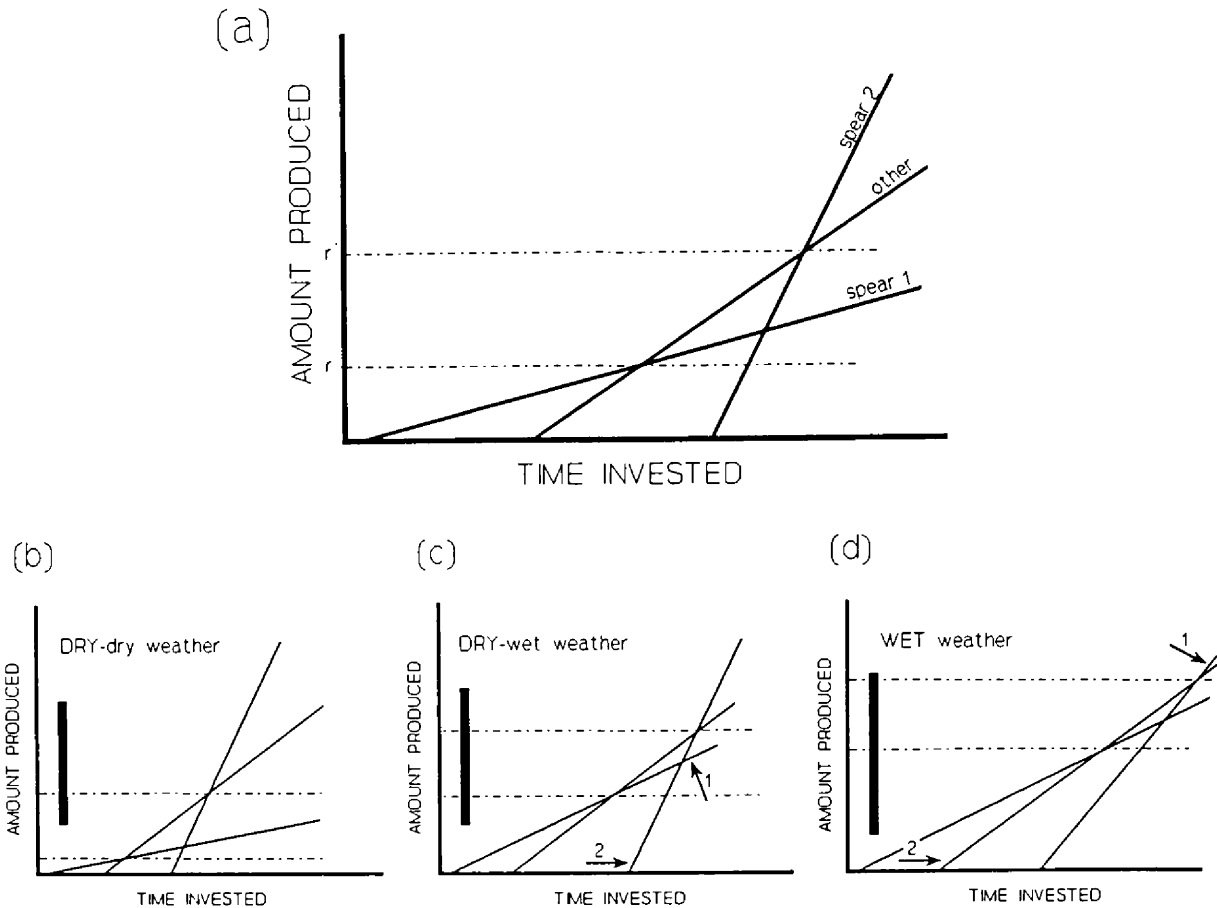 (a)
AMOUNT PRODUCED
r'
r
spear 2
other
spear 1
TIME INVESTED
(b)
DRY-dry weather
AMOUNT PRODUCED
TIME INVESTED
(c)
DRY-wet weather
AMOUNT PRODUCED
1
2
TIME INVESTED
(d)
WET weather
AMOUNT PRODUCED
1
2
TIME INVESTED